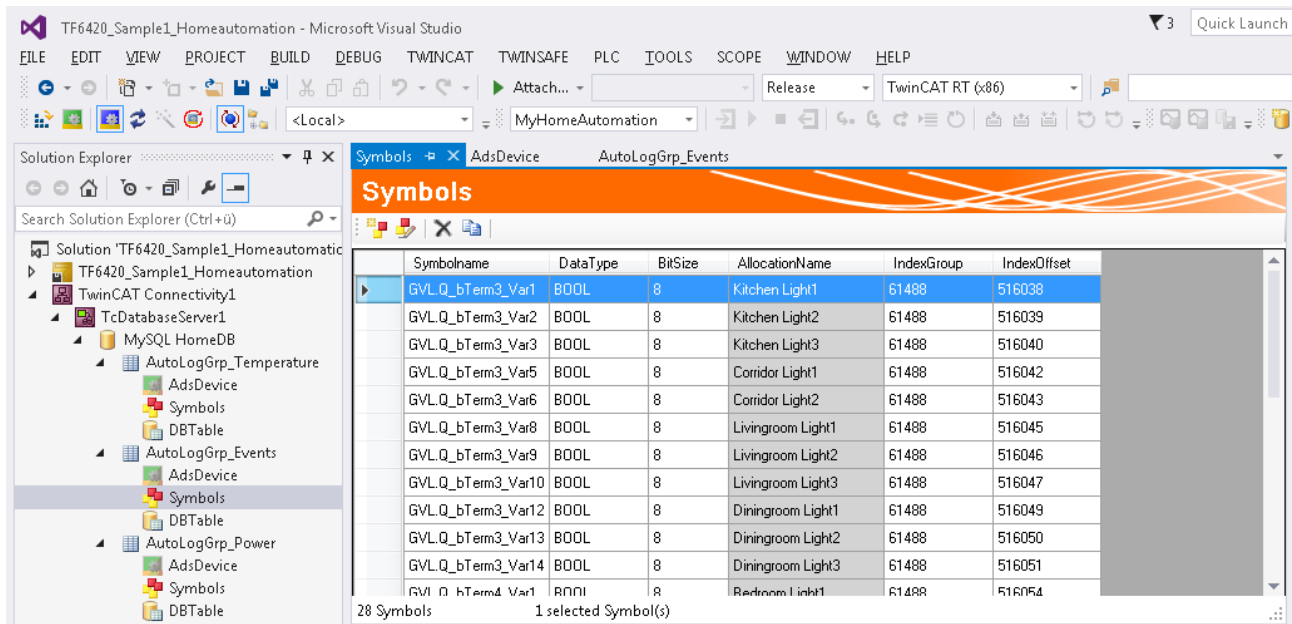 TF6420_Sample1_Homeautomation - Microsoft Visual Studio
3
Quick Launch
FILE EDIT VIEW PROJECT BUILD DEBUG TWINCAT TWINSAFE PLC TOOLS SCOPE WINDOW HELP
Attach... Release TwinCAT RT (x86)
<Local> MyHomeAutomation
Solution Explorer
Search Solution Explorer (Ctrl+ü)
Solution 'TF6420_Sample1_Homeautomatic
TF6420_Sample1_Homeautomation
TwinCAT Connectivity1
TcDatabaseServer1
MySQL HomeDB
AutoLogGrp_Temperature
AdsDevice
Symbols
DBTable
AutoLogGrp_Events
AdsDevice
Symbols
DBTable
AutoLogGrp_Power
AdsDevice
Symbols
DBTable
Symbols AdsDevice AutoLogGrp_Events
Symbols
Symbolname DataType BitSize AllocationName IndexGroup IndexOffset
GVL.Q_bTerm3_Var1 BOOL 8 Kitchen Light1 61488 516038
GVL.Q_bTerm3_Var2 BOOL 8 Kitchen Light2 61488 516039
GVL.Q_bTerm3_Var3 BOOL 8 Kitchen Light3 61488 516040
GVL.Q_bTerm3_Var5 BOOL 8 Corridor Light1 61488 516042
GVL.Q_bTerm3_Var6 BOOL 8 Corridor Light2 61488 516043
GVL.Q_bTerm3_Var8 BOOL 8 Livingroom Light1 61488 516045
GVL.Q_bTerm3_Var9 BOOL 8 Livingroom Light2 61488 516046
GVL.Q_bTerm3_Var10 BOOL 8 Livingroom Light3 61488 516047
GVL.Q_bTerm3_Var12 BOOL 8 Diningroom Light1 61488 516049
GVL.Q_bTerm3_Var13 BOOL 8 Diningroom Light2 61488 516050
GVL.Q_bTerm3_Var14 BOOL 8 Diningroom Light3 61488 516051
GVL.Q_bTerm4_Var1 BOOL 8 Bedroom Light1 61488 516054
28 Symbols 1 selected Symbol(s)